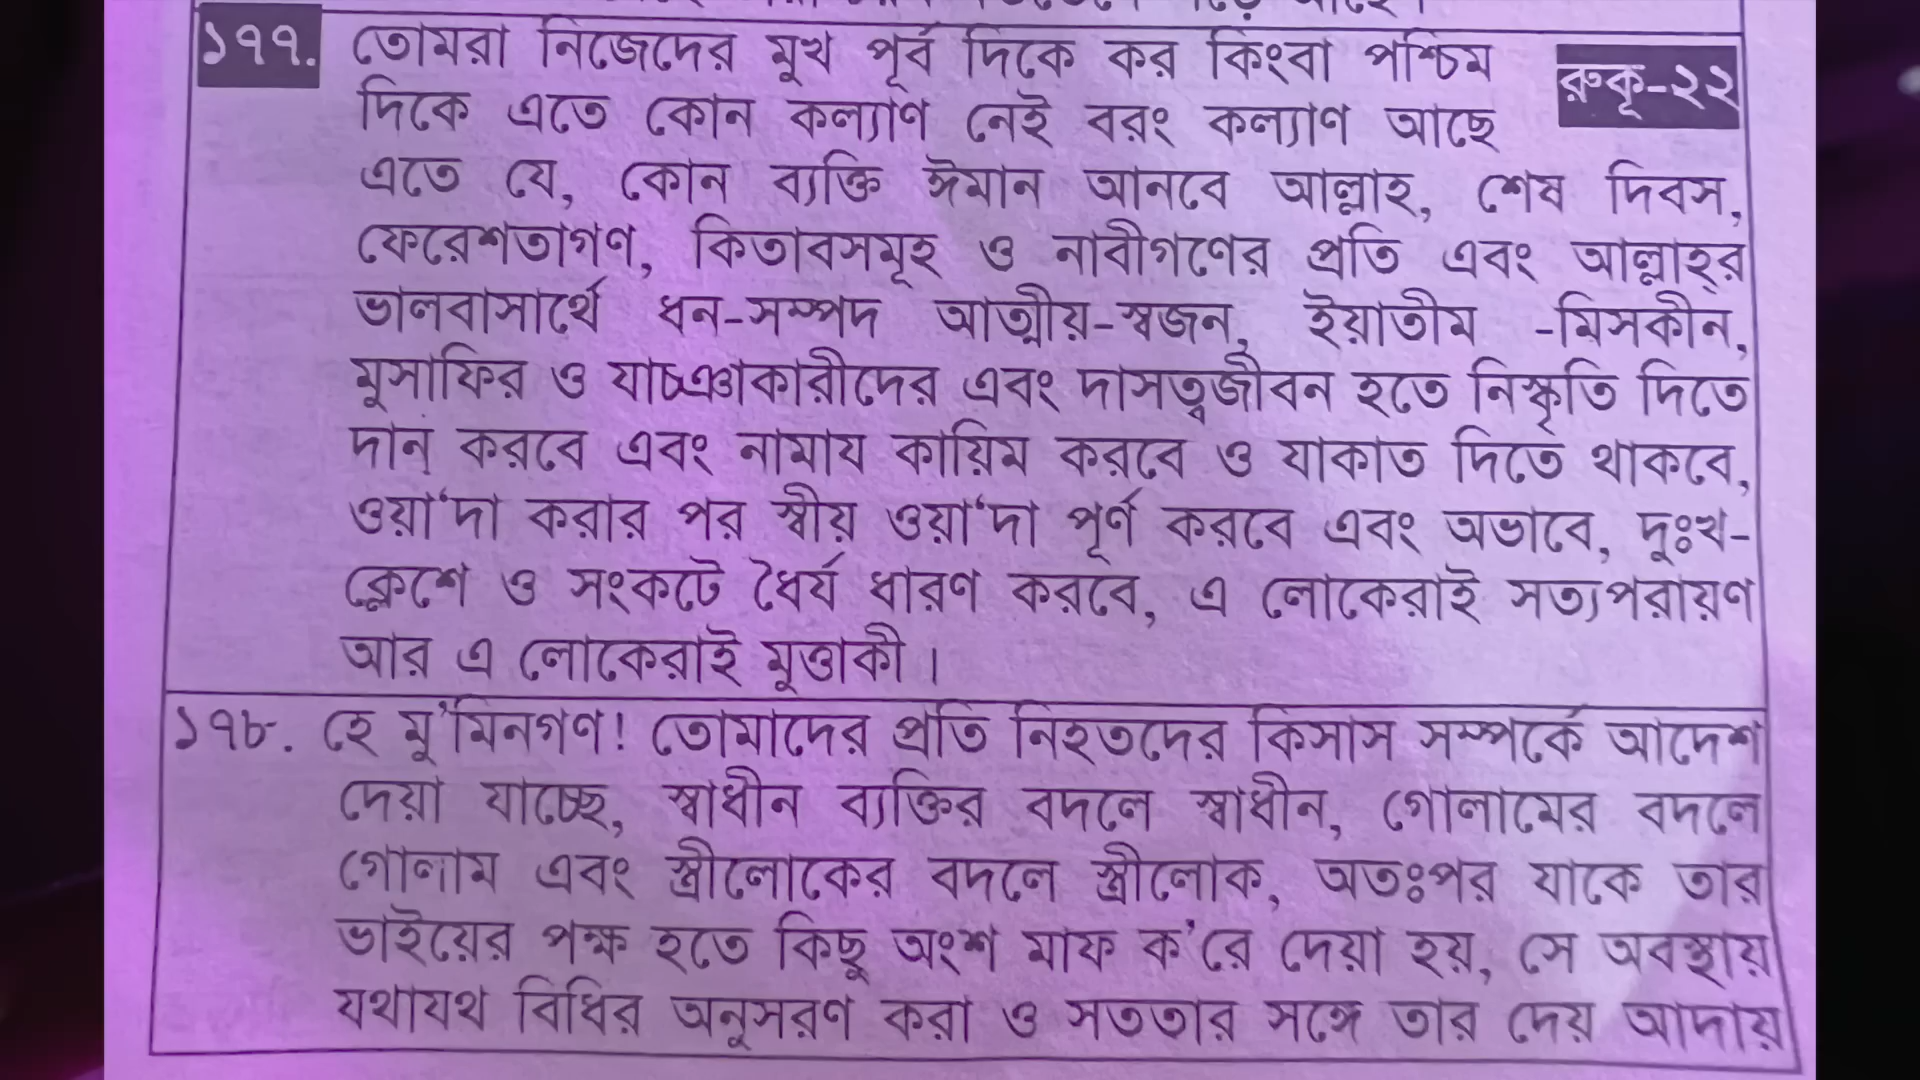 ১৭৭. তোমরা নিজেদের মুখ পূর্ব দিকে কর কিংবা পশ্চিম
রুকূ-২২
দিকে এতে কোন কল্যাণ নেই বরং কল্যাণ আছে
এতে যে, কোন ব্যক্তি ঈমান আনবে আল্লাহ, শেষ দিবস,
ফেরেশতাগণ, কিতাবসমূহ ও নাবীগণের প্রতি এবং আল্লাহ্‌র
ভালবাসার্থে ধন-সম্পদ আত্মীয়-স্বজন, ইয়াতীম -মিসকীন,
মুসাফির ও যাচঞাকারীদের এবং দাসত্বজীবন হতে নিস্কৃতি দিতে
দান করবে এবং নামায কায়িম করবে ও যাকাত দিতে থাকবে,
ওয়া‘দা করার পর স্বীয় ওয়া‘দা পূর্ণ করবে এবং অভাবে, দুঃখ-
ক্লেশে ও সংকটে ধৈর্য ধারণ করবে, এ লোকেরাই সত্যপরায়ণ
আর এ লোকেরাই মুত্তাকী।
১৭৮. হে মু’মিনগণ! তোমাদের প্রতি নিহতদের কিসাস সম্পর্কে আদেশ
দেয়া যাচ্ছে, স্বাধীন ব্যক্তির বদলে স্বাধীন, গোলামের বদলে
গোলাম এবং স্ত্রীলোকের বদলে স্ত্রীলোক, অতঃপর যাকে তার
ভাইয়ের পক্ষ হতে কিছু অংশ মাফ ক’রে দেয়া হয়, সে অবস্থায়
যথাযথ বিধির অনুসরণ করা ও সততার সঙ্গে তার দেয় আদায়